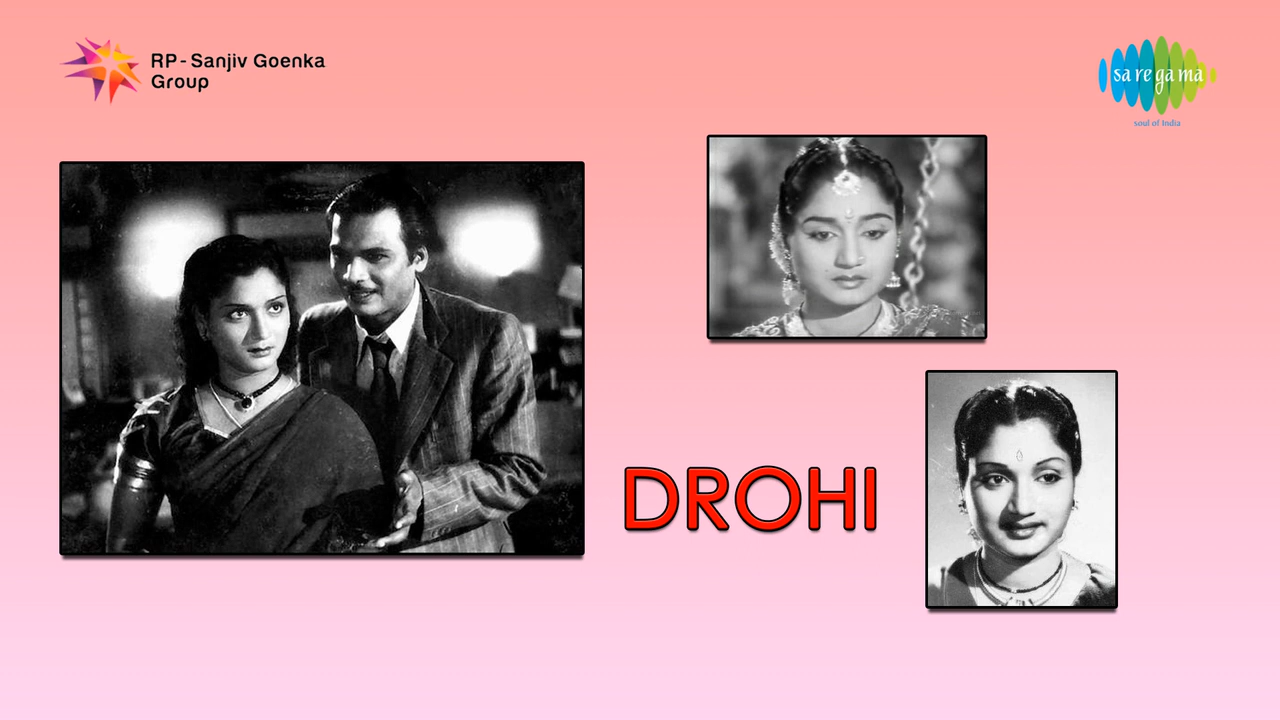 RP-Sanjiv Goenka
Group
sa re ga ma
soul of India
DROHI